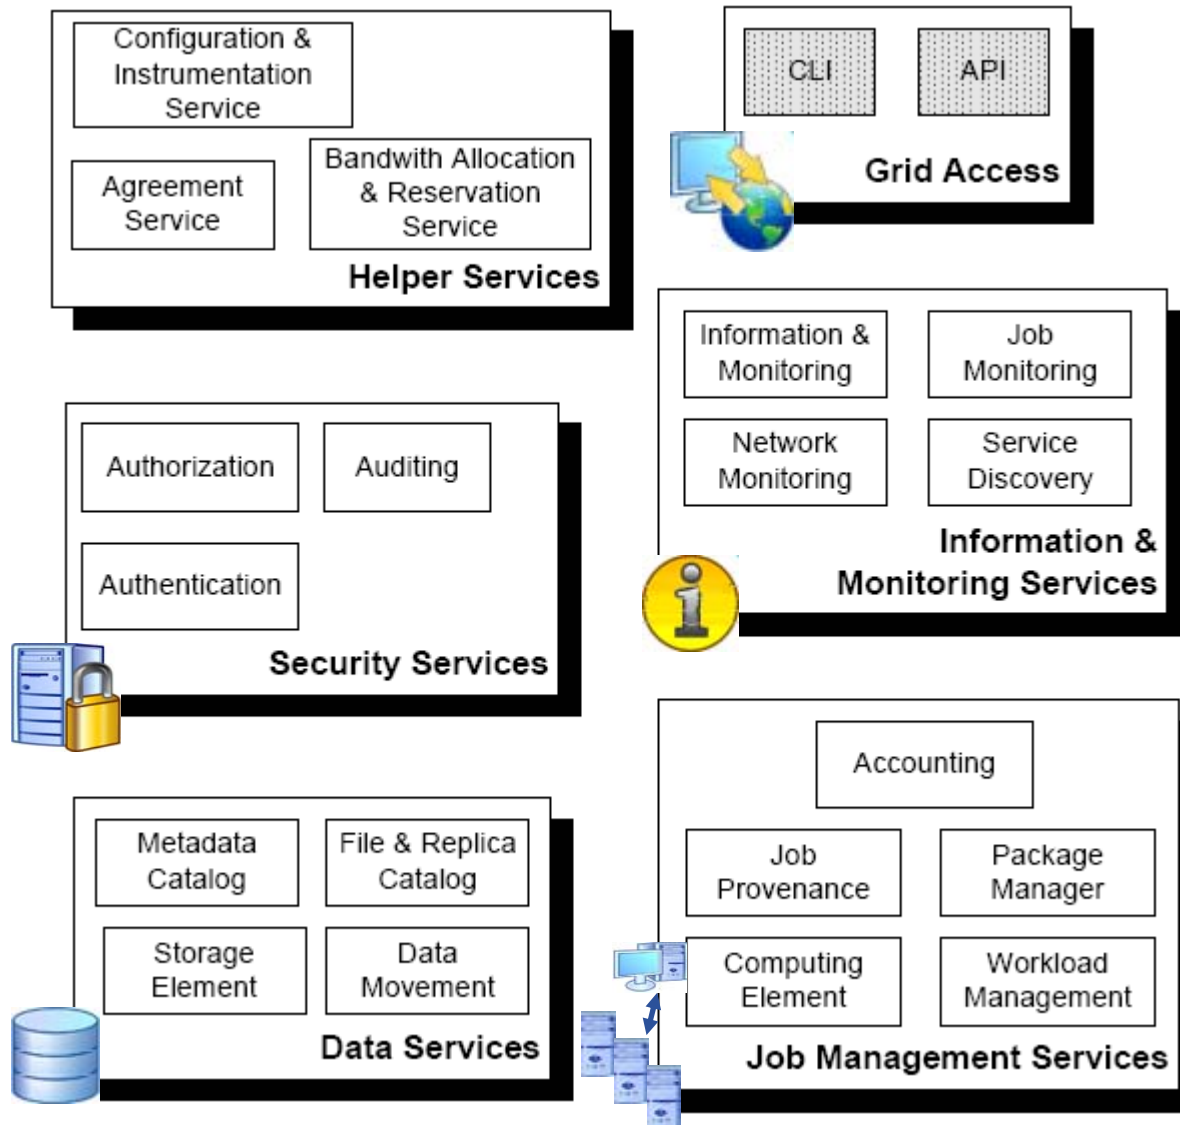 Configuration &
Instrumentation
Service
Agreement
Service
Bandwith Allocation
& Reservation
Service
Helper Services
CLI
API
Grid Access
Information &
Monitoring
Job
Monitoring
Network
Monitoring
Service
Discovery
Information &
Monitoring Services
Authorization
Auditing
Authentication
Security Services
Accounting
Job
Provenance
Package
Manager
Computing
Element
Workload
Management
Job Management Services
Metadata
Catalog
File & Replica
Catalog
Storage
Element
Data
Movement
Data Services